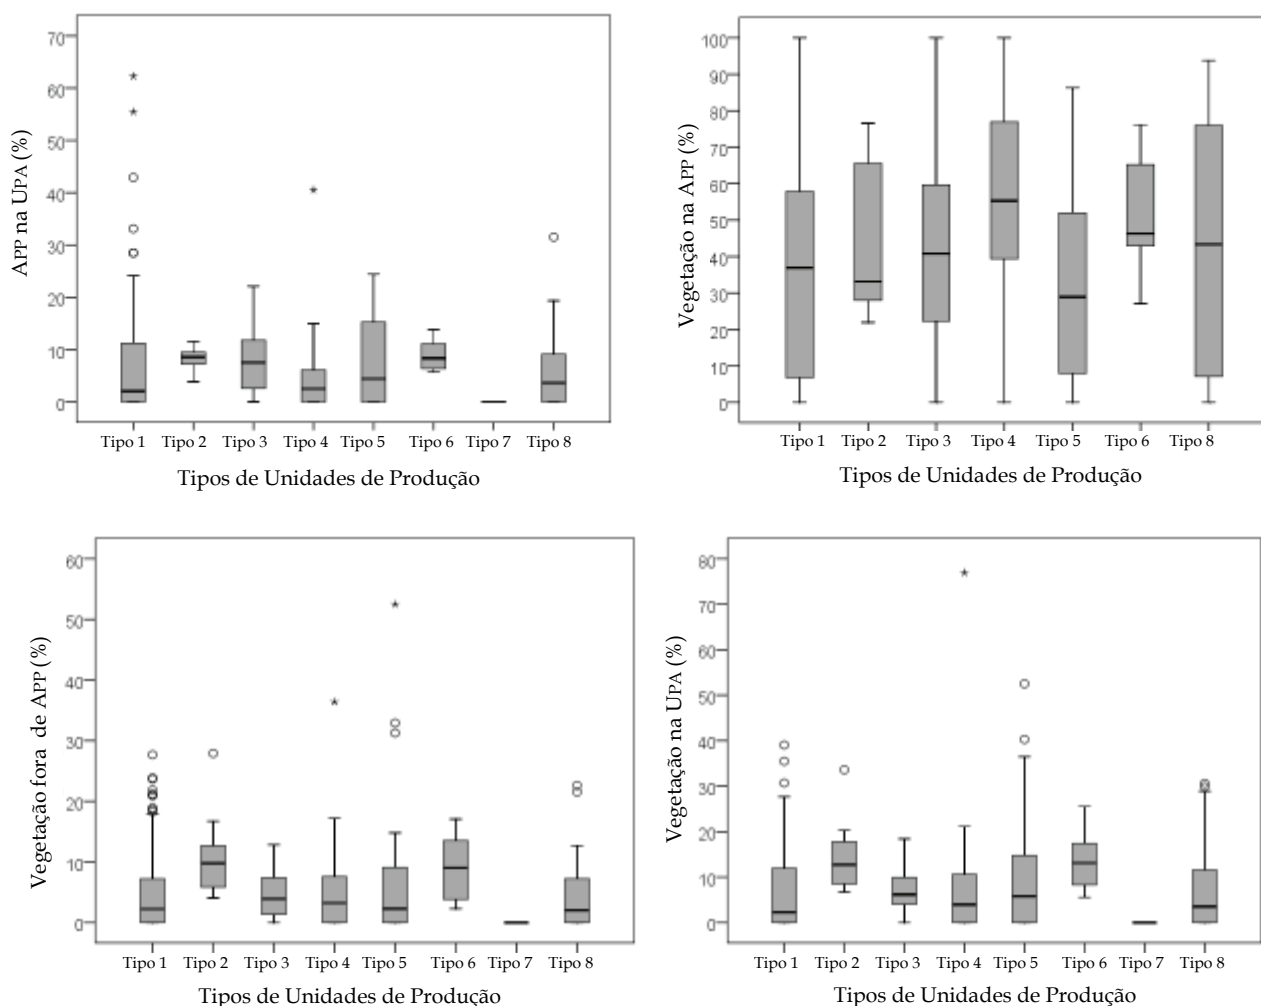 70
60
50
40
30
20
10
0
APP na UPA (%)
Tipo 1 Tipo 2 Tipo 3 Tipo 4 Tipo 5 Tipo 6 Tipo 7 Tipo 8
Tipos de Unidades de Produção
100
90
80
70
60
50
40
30
20
10
0
Vegetação na APP (%)
Tipo 1 Tipo 2 Tipo 3 Tipo 4 Tipo 5 Tipo 6 Tipo 8
Tipos de Unidades de Produção
60
50
40
30
20
10
0
Vegetação fora de APP (%)
Tipo 1 Tipo 2 Tipo 3 Tipo 4 Tipo 5 Tipo 6 Tipo 7 Tipo 8
Tipos de Unidades de Produção
80
70
60
50
40
30
20
10
0
Vegetação na UPA (%)
Tipo 1 Tipo 2 Tipo 3 Tipo 4 Tipo 5 Tipo 6 Tipo 7 Tipo 8
Tipos de Unidades de Produção